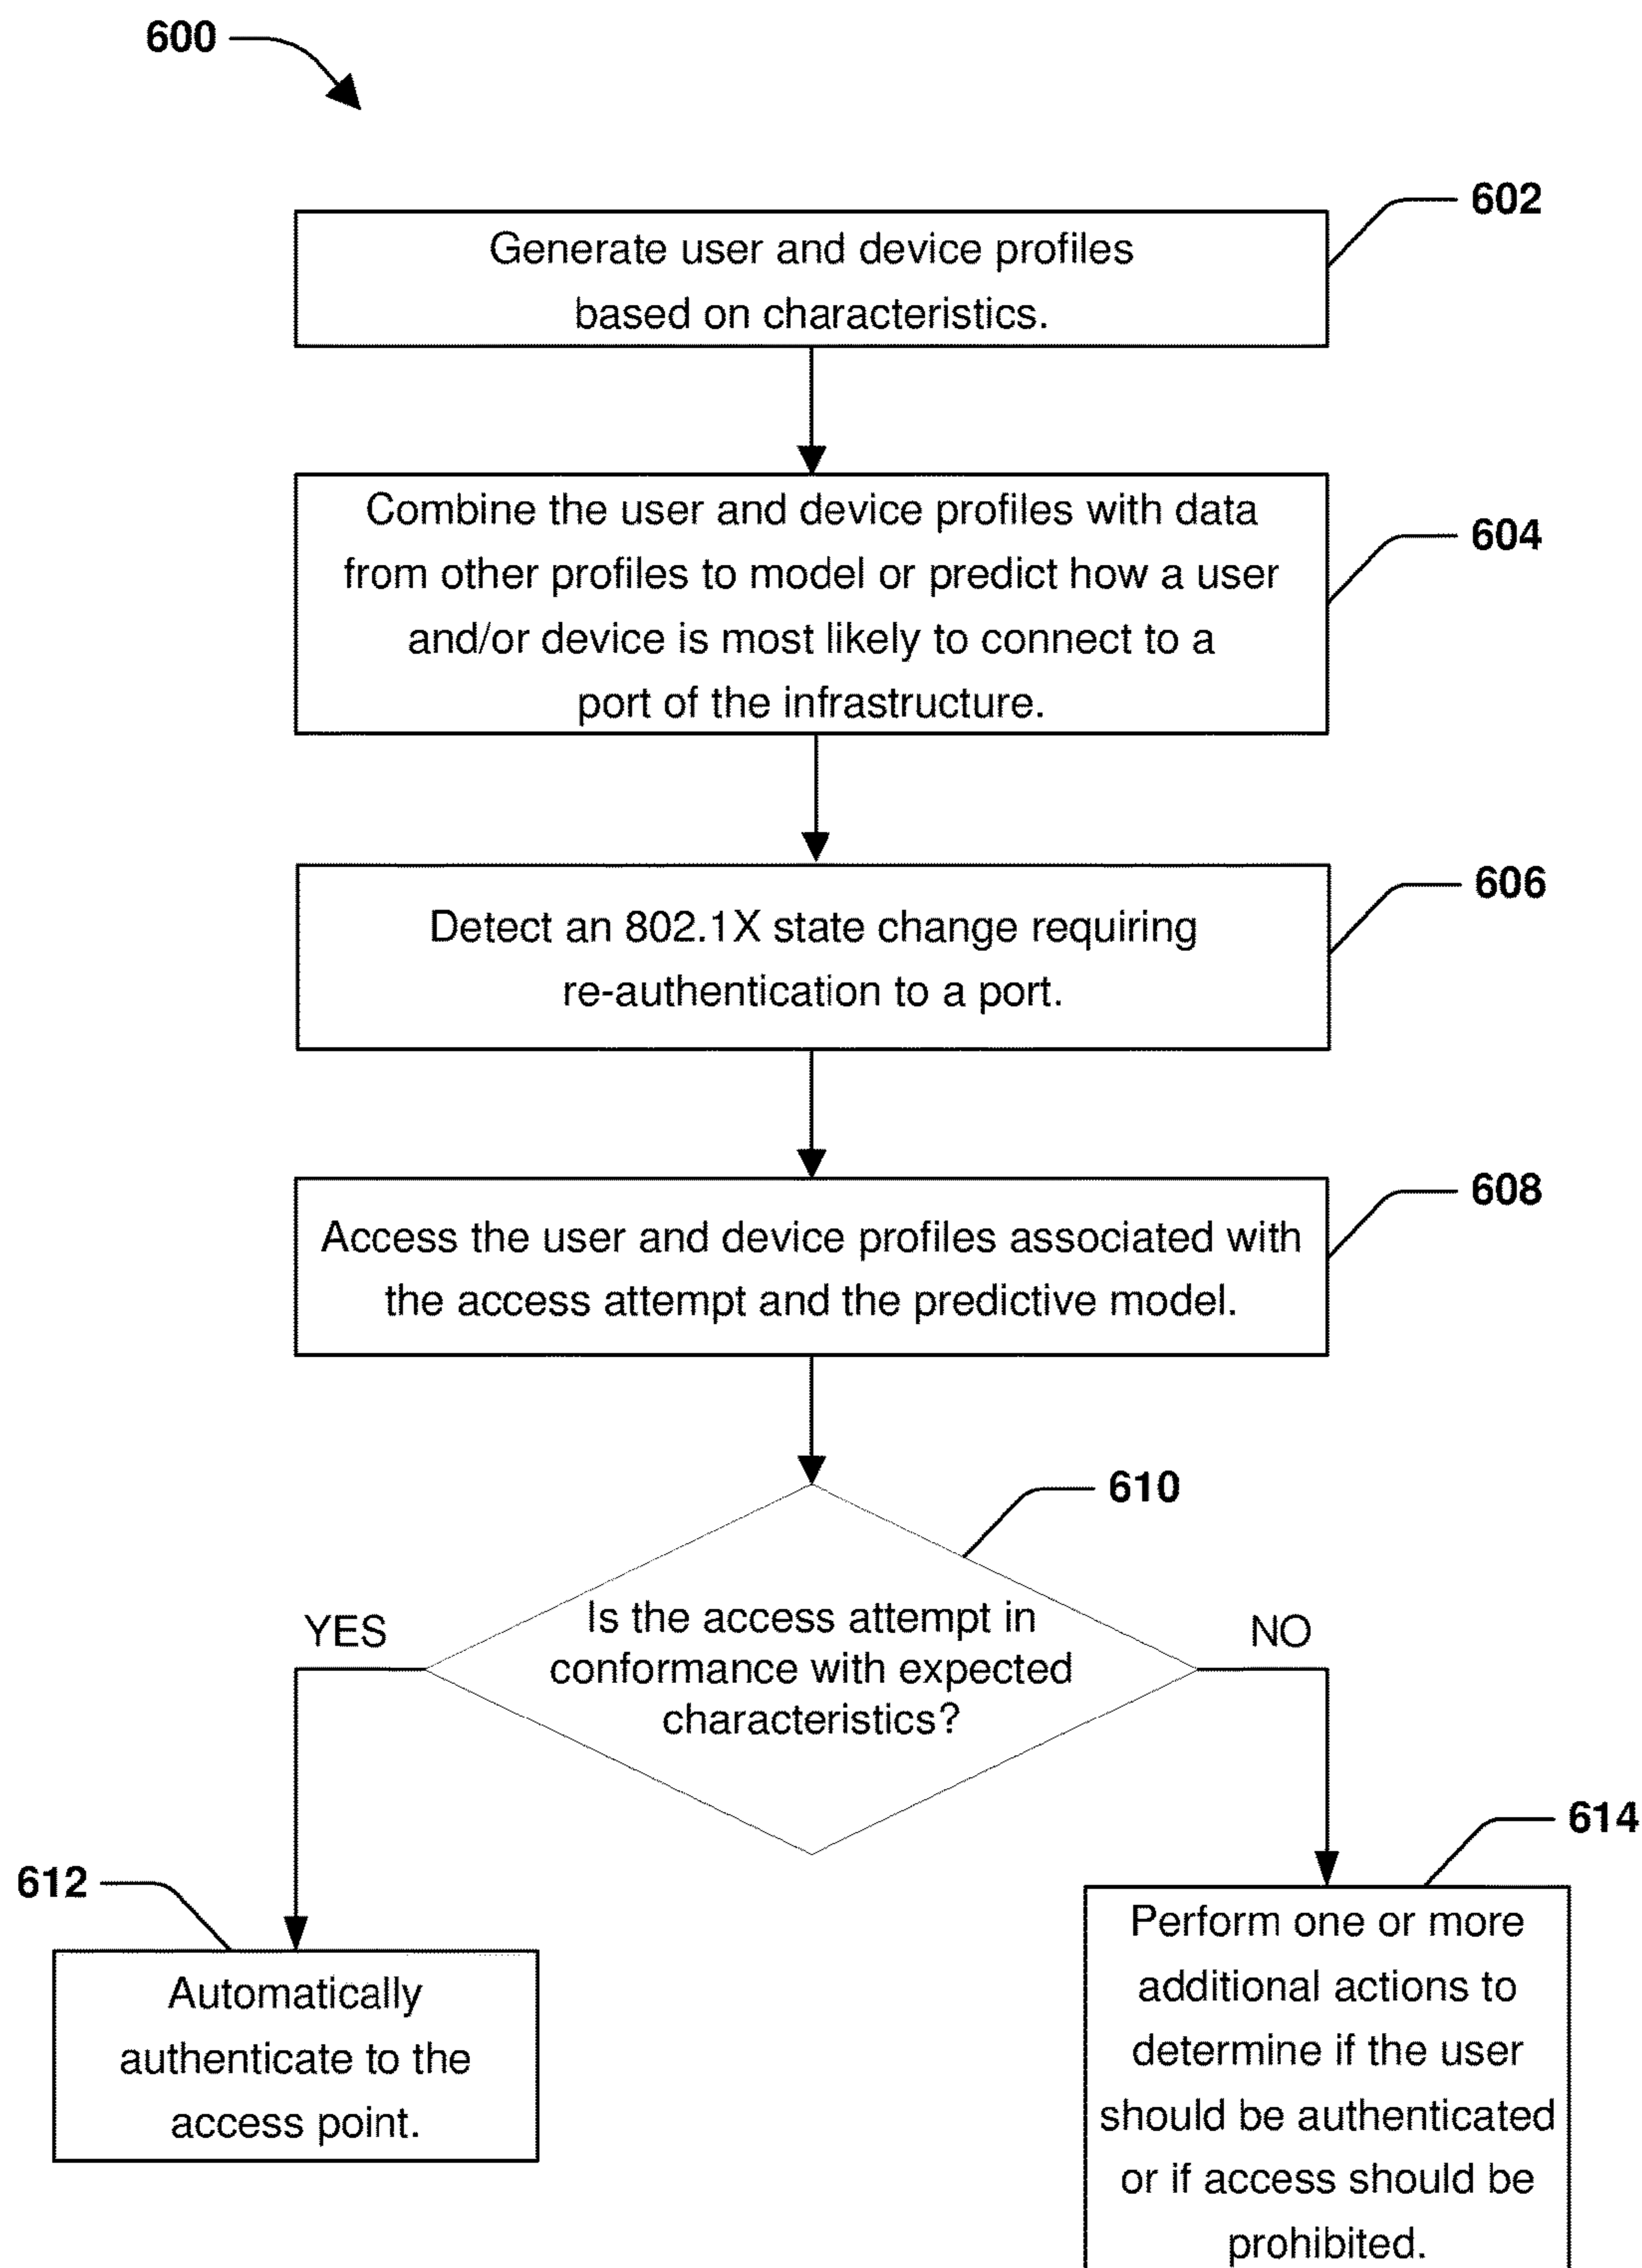 600
602
Generate user and device profiles
based on characteristics.
604
Combine the user and device profiles with data
from other profiles to model or predict how a user
and/or device is most likely to connect to a
port of the infrastructure.
606
Detect an 802.1X state change requiring
re-authentication to a port.
608
Access the user and device profiles associated with
the access attempt and the predictive model.
610
Is the access attempt in
conformance with expected
characteristics?
YES
NO
612
Automatically
authenticate to the
access point.
614
Perform one or more
additional actions to
determine if the user
should be authenticated
or if access should be
prohibited.